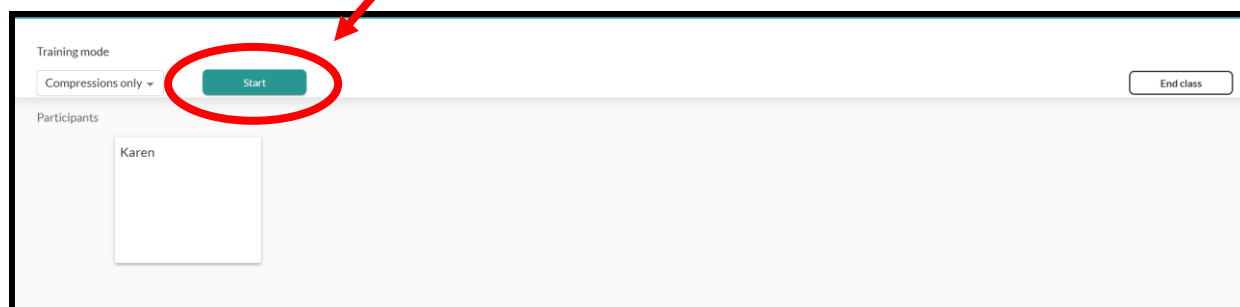 Training mode
Compressions only
Start
End class
Participants
Karen